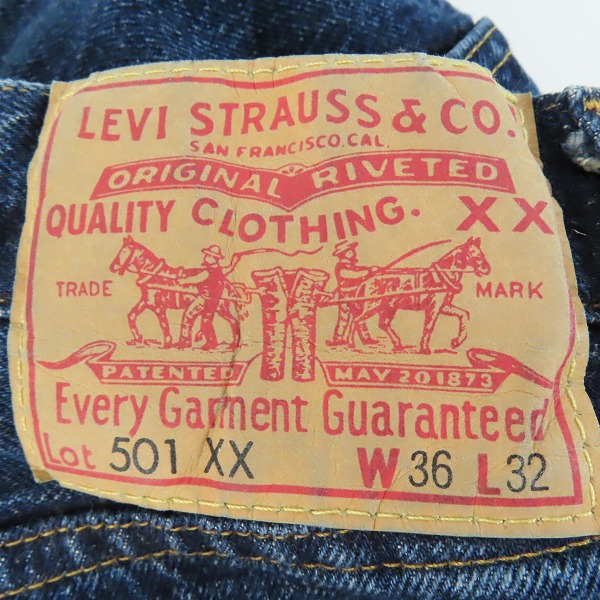 LEVI STRAUSS & CO.
SAN FRANCISCO. CAL.
ORIGINAL RIVETED
QUALITY CLOTHING. XX
TRADE MARK
PATENTED MAY 20 1873
Every Garment Guaranteed
Lot 501 XX W 36 L 32